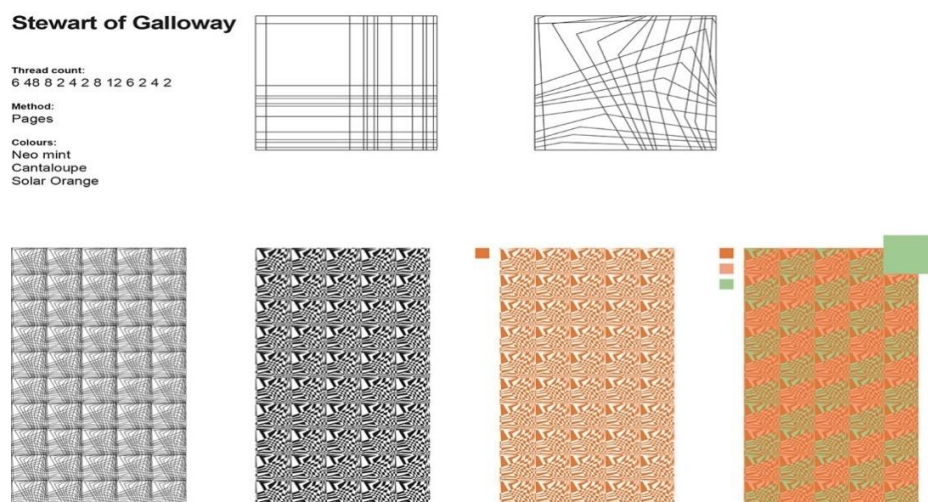 Stewart of Galloway
Thread count:
6 48 8 2 4 2 8 12 6 2 4 2
Method:
Pages
Colours:
Neo mint
Cantaloupe
Solar Orange